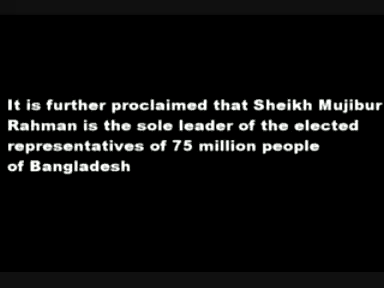 It is further proclaimed that Sheikh Mujibur
Rahman is the sole leader of the elected
representatives of 75 million people
of Bangladesh